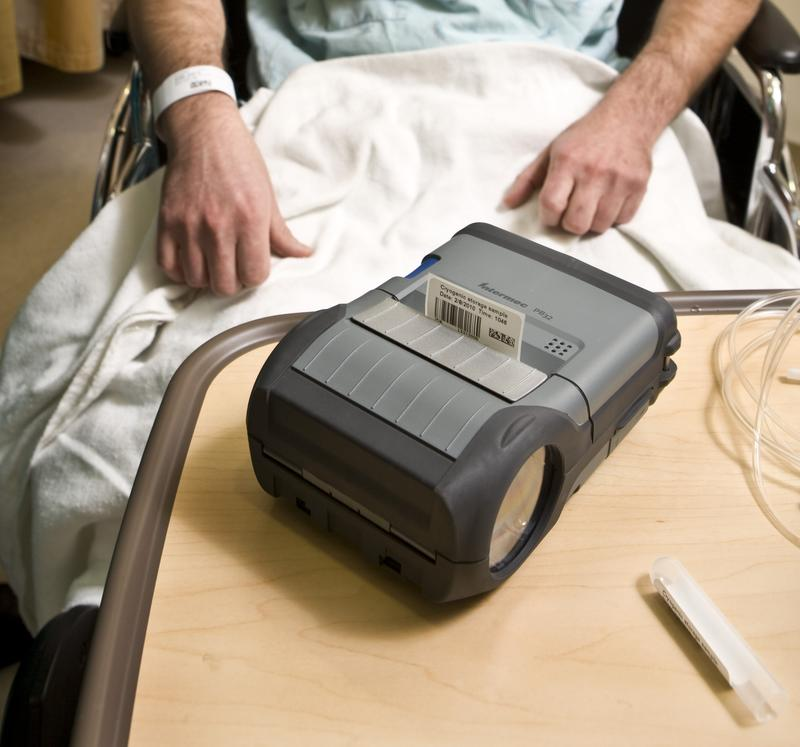 Cryogenic storage sample
Date: 2/8/2010 Time: 1046
Intermec PB32